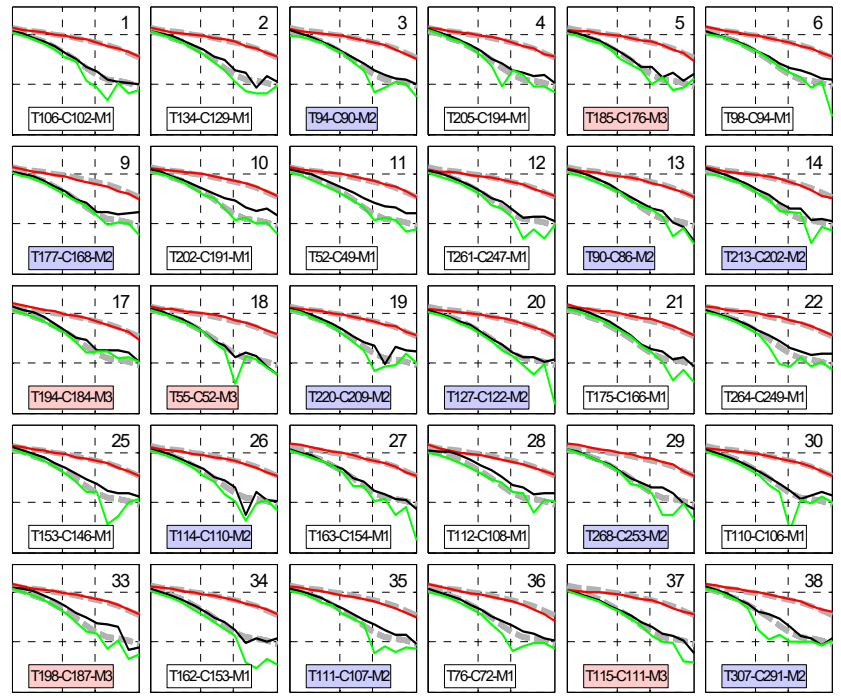 1
T106-C102-M1
2
T134-C129-M1
3
T94-C90-M2
4
T205-C194-M1
5
T185-C176-M3
6
T98-C94-M1
9
T177-C168-M2
10
T202-C191-M1
11
T52-C49-M1
12
T261-C247-M1
13
T90-C86-M2
14
T213-C202-M2
17
T194-C184-M3
18
T55-C52-M3
19
T220-C209-M2
20
T127-C122-M2
21
T175-C166-M1
22
T264-C249-M1
25
T153-C146-M1
26
T114-C110-M2
27
T163-C154-M1
28
T112-C108-M1
29
T268-C253-M2
30
T110-C106-M1
33
T198-C187-M3
34
T162-C153-M1
35
T111-C107-M2
36
T76-C72-M1
37
T115-C111-M3
38
T307-C291-M2